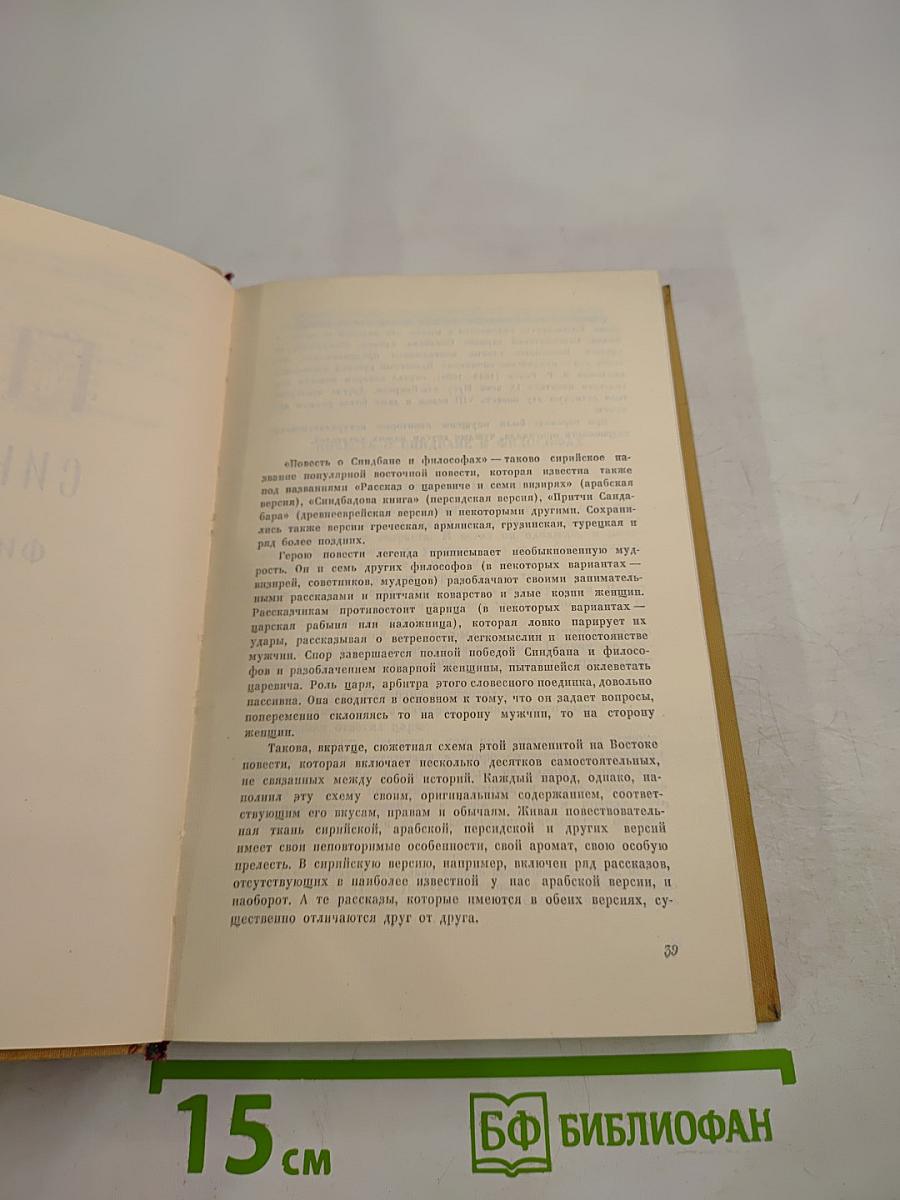 СИН
ФИ
«Повесть о Синдбане и философах» — таково сирийское на-
звание популярной восточной повести, которая известна также
под названиями «Рассказ о царевиче и семи визирях» (арабская
версия), «Синдбадова книга» (персидская версия), «Притчи Санда-
бара» (древнееврейская версия) и некоторыми другими. Сохрани-
лись также версии греческая, армянская, грузинская, турецкая и
ряд более поздних.
Герою повести легенда приписывает необыкновенную муд-
рость. Он и семь других философов (в некоторых вариантах —
визирей, советников, мудрецов) разоблачают своими заниматель-
ными рассказами и притчами коварство и злые козни женщин.
Рассказчикам противостоит царица (в некоторых вариантах —
царская рабыня или наложница), которая ловко парирует их
удары, рассказывая о ветрености, легкомыслии и непостоянстве
мужчин. Спор завершается полной победой Синдбана и филосо-
фов и разоблачением коварной женщины, пытавшейся оклеветать
царевича. Роль царя, арбитра этого словесного поединка, довольно
пассивна. Она сводится в основном к тому, что он задает вопросы,
попеременно склоняясь то на сторону мужчин, то на сторону
женщин.
Такова, вкратце, сюжетная схема этой знаменитой на Востоке
повести, которая включает несколько десятков самостоятельных,
не связанных между собой историй. Каждый народ, однако, на-
полнил эту схему своим, оригинальным содержанием, соответ-
ствующим его вкусам, нравам и обычаям. Живая повествователь-
ная ткань сирийской, арабской, персидской и других версий
имеет свои неповторимые особенности, свой аромат, свою особую
прелесть. В сирийскую версию, например, включен ряд рассказов,
отсутствующих в наиболее известной у нас арабской версии, и
наоборот. А те рассказы, которые имеются в обеих версиях, су-
щественно отличаются друг от друга.
39
15 см
БФ БИБЛИОФАН